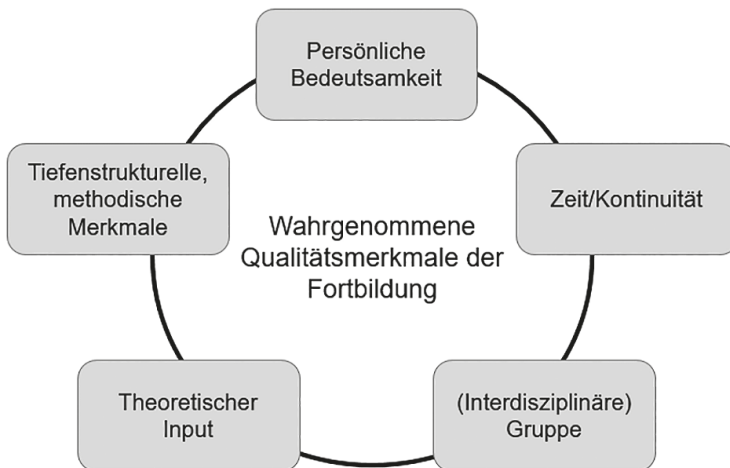 Persönliche
Bedeutsamkeit
Tiefenstrukturelle,
methodische
Merkmale
Zeit/Kontinuität
Wahrgenommene
Qualitätsmerkmale der
Fortbildung
Theoretischer
Input
(Interdisziplinäre)
Gruppe